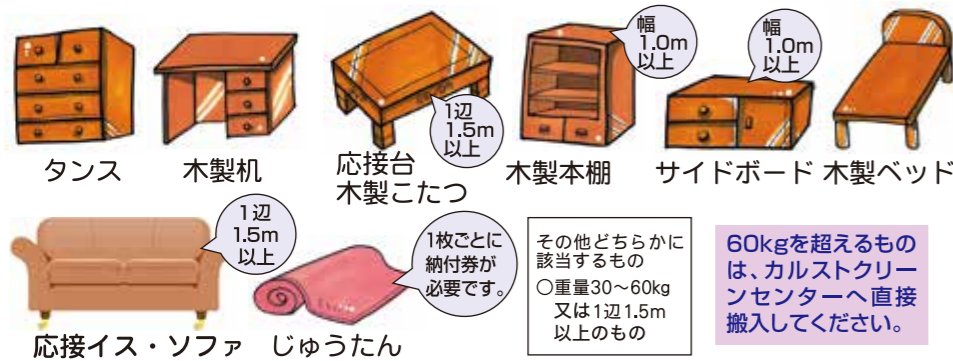 幅
1.0m
以上
幅
1.0m
以上
1辺
1.5m
以上
タンス
木製机
応接台
木製こたつ
木製本棚
サイドボード
木製ベッド
1辺
1.5m
以上
1枚ごとに
納付券が
必要です。
その他どちらかに
該当するもの
○重量30〜60kg
又は1辺1.5m
以上のもの
60kgを超えるもの
は、カルストクリー
ンセンターへ直接
搬入してください。
応接イス・ソファ
じゅうたん